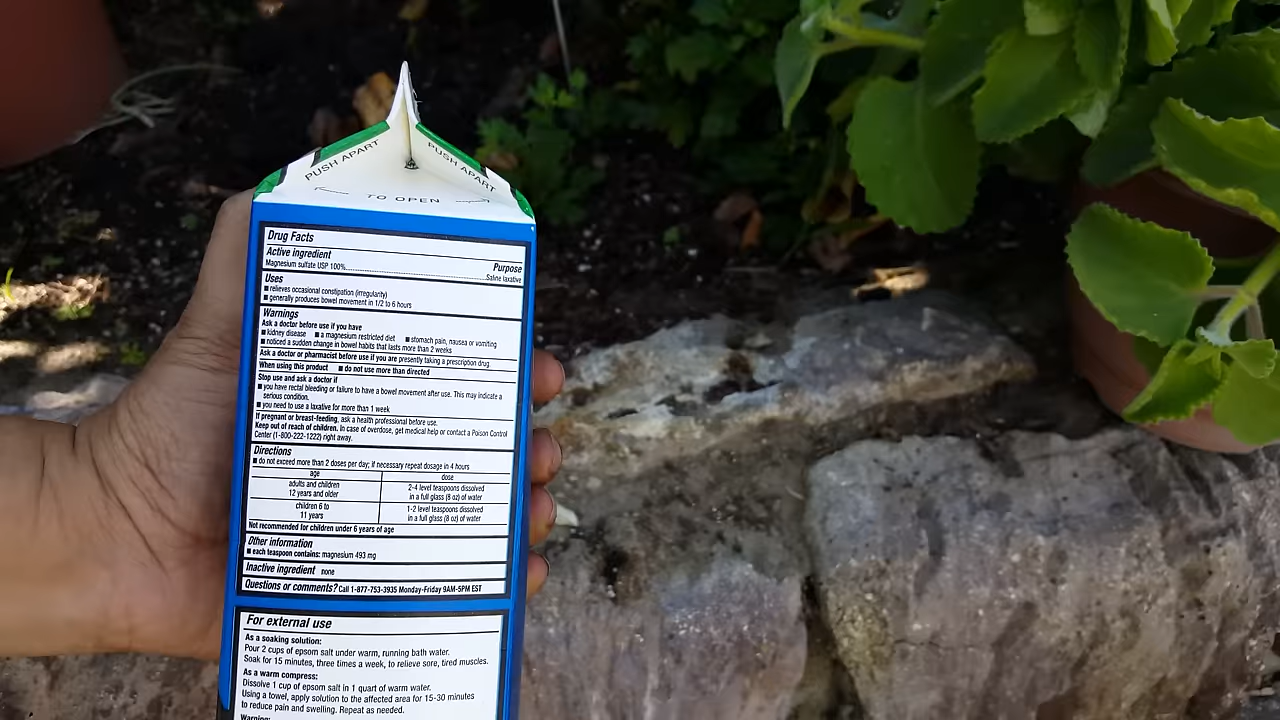 PUSH APART
PUSH APART
TO OPEN
Drug Facts
Active ingredient Purpose
Magnesium sulfate USP 100%......Saline laxative
Uses
■ relieves occasional constipation (irregularity)
■ generally produces bowel movement in 1/2 to 6 hours
Warnings
Ask a doctor before use if you have
■ kidney disease ■ a magnesium restricted diet ■ stomach pain, nausea or vomiting
■ noticed a sudden change in bowel habits that lasts more than 2 weeks
Ask a doctor or pharmacist before use if you are presently taking a prescription drug
When using this product ■ do not use more than directed
Stop use and ask a doctor if
■ you have rectal bleeding or failure to have a bowel movement after use. This may indicate a
serious condition.
■ you need to use a laxative for more than 1 week
If pregnant or breast-feeding, ask a health professional before use.
Keep out of reach of children. In case of overdose, get medical help or contact a Poison Control
Center (1-800-222-1222) right away.
Directions
■ do not exceed more than 2 doses per day; if necessary repeat dosage in 4 hours
age dose
adults and children 2-4 level teaspoons dissolved
12 years and older in a full glass (8 oz) of water
children 6 to 1-2 level teaspoons dissolved
11 years in a full glass (8 oz) of water
Not recommended for children under 6 years of age
Other information
■ each teaspoon contains: magnesium 493 mg
Inactive ingredient none
Questions or comments? Call 1-877-753-3935 Monday-Friday 9AM-5PM EST
For external use
As a soaking solution:
Pour 2 cups of epsom salt under warm, running bath water.
Soak for 15 minutes, three times a week, to relieve sore, tired muscles.
As a warm compress:
Dissolve 1 cup of epsom salt in 1 quart of warm water.
Using a towel, apply solution to the affected area for 15-30 minutes
to reduce pain and swelling. Repeat as needed.
Warning: